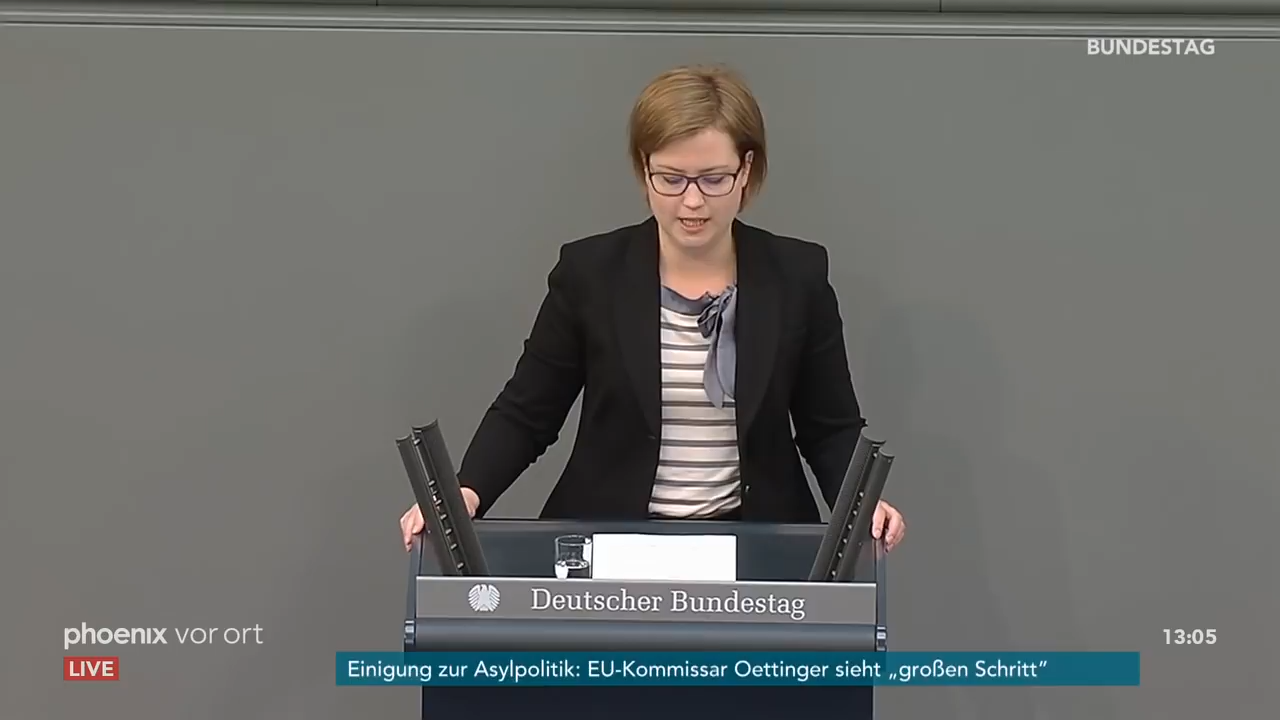 BUNDESTAG
Deutscher Bundestag
phoenix vor ort
13:05
LIVE
Einigung zur Asylpolitik: EU-Kommissar Oettinger sieht „großen Schritt“